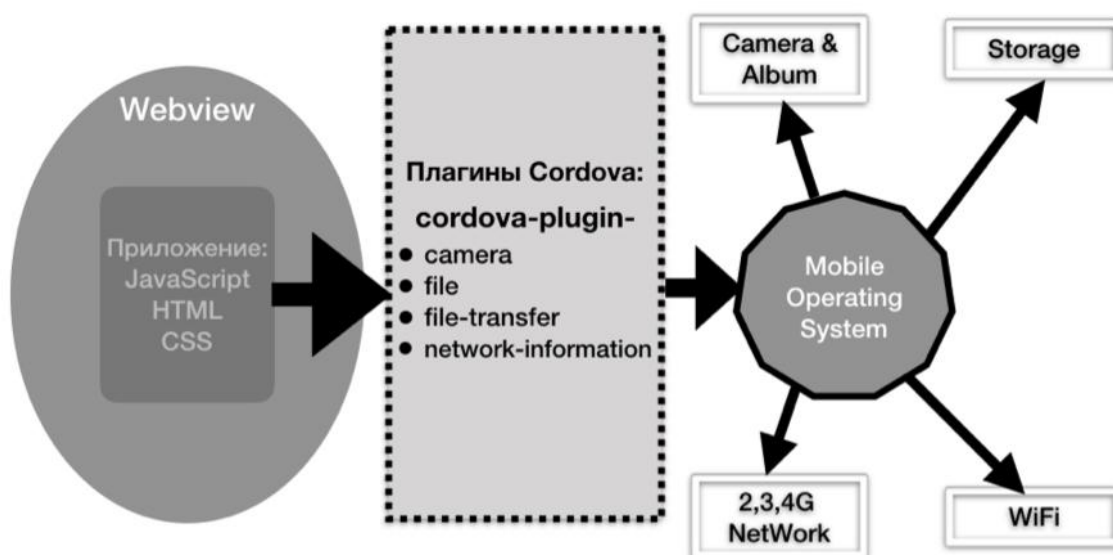 Webview
Приложение:
JavaScript
HTML
CSS
Плагины Cordova:
cordova-plugin-
• camera
• file
• file-transfer
• network-information
Camera &
Album
Storage
Mobile
Operating
System
2,3,4G
NetWork
WiFi